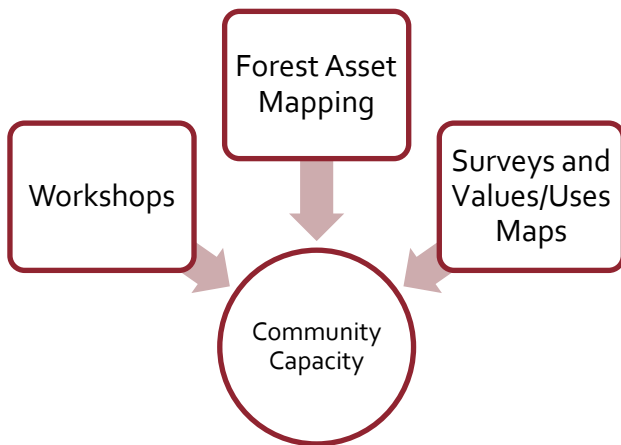 Forest Asset
Mapping
Workshops
Surveys and
Values/Uses
Maps
Community
Capacity